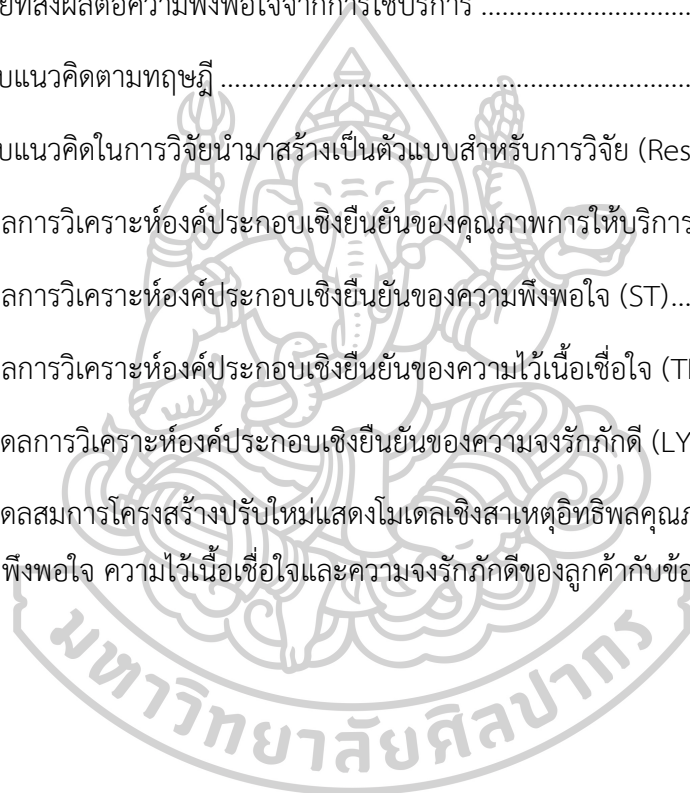 ยที่ส่งผลต่อความพึงพอใจจากการใช้บริการ ..............................
บแนวคิดตามทฤษฎี ................................................................
บแนวคิดในการวิจัยนำมาสร้างเป็นตัวแบบสำหรับการวิจัย (Res
ลการวิเคราะห์องค์ประกอบเชิงยืนยันของคุณภาพการให้บริการ
ลการวิเคราะห์องค์ประกอบเชิงยืนยันของความพึงพอใจ (ST)...
ลการวิเคราะห์องค์ประกอบเชิงยืนยันของความไว้เนื้อเชื่อใจ (T
ดลการวิเคราะห์องค์ประกอบเชิงยืนยันของความจงรักภักดี (LY
ดลสมการโครงสร้างปรับใหม่แสดงโมเดลเชิงสาเหตุอิทธิพลคุณภ
พึงพอใจ ความไว้เนื้อเชื่อใจและความจงรักภักดีของลูกค้ากับข้อ
มหาวิทยาลัยศิลปากร